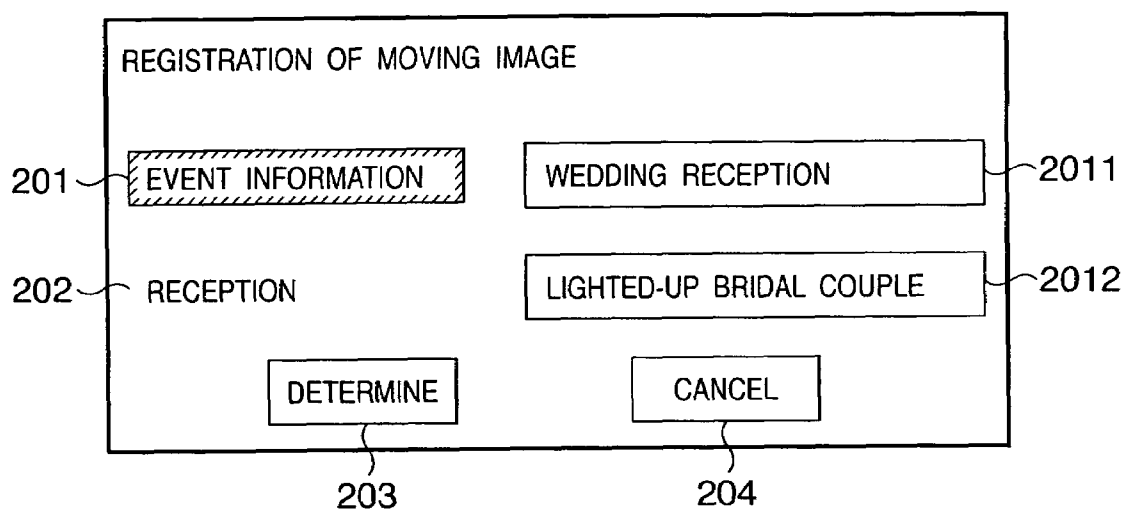 REGISTRATION OF MOVING IMAGE
201 EVENT INFORMATION WEDDING RECEPTION 2011
202 RECEPTION LIGHTED-UP BRIDAL COUPLE 2012
DETERMINE CANCEL
203 204